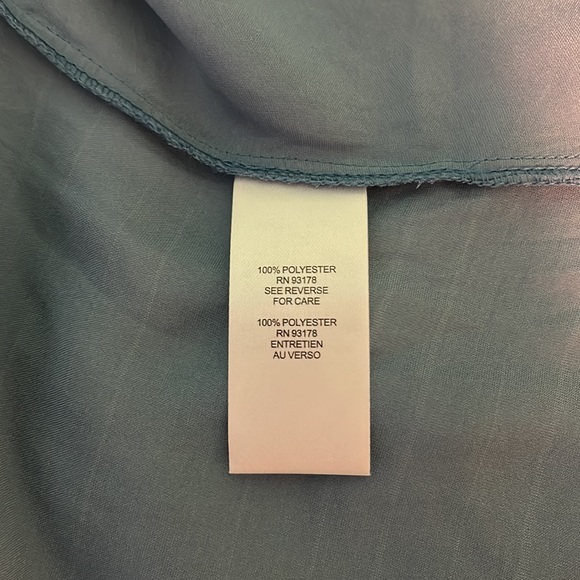 100% POLYESTER
RN 93178
SEE REVERSE
FOR CARE
100% POLYESTER
RN 93178
ENTRETIEN
AU VERSO